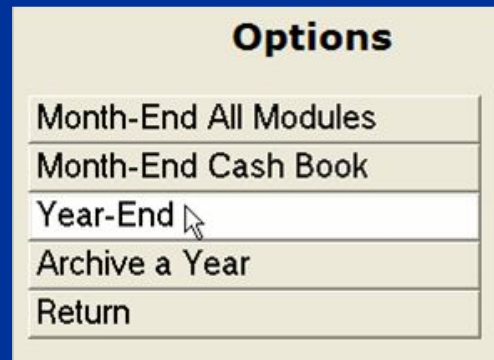 Options
Month-End All Modules
Month-End Cash Book
Year-End
Archive a Year
Return